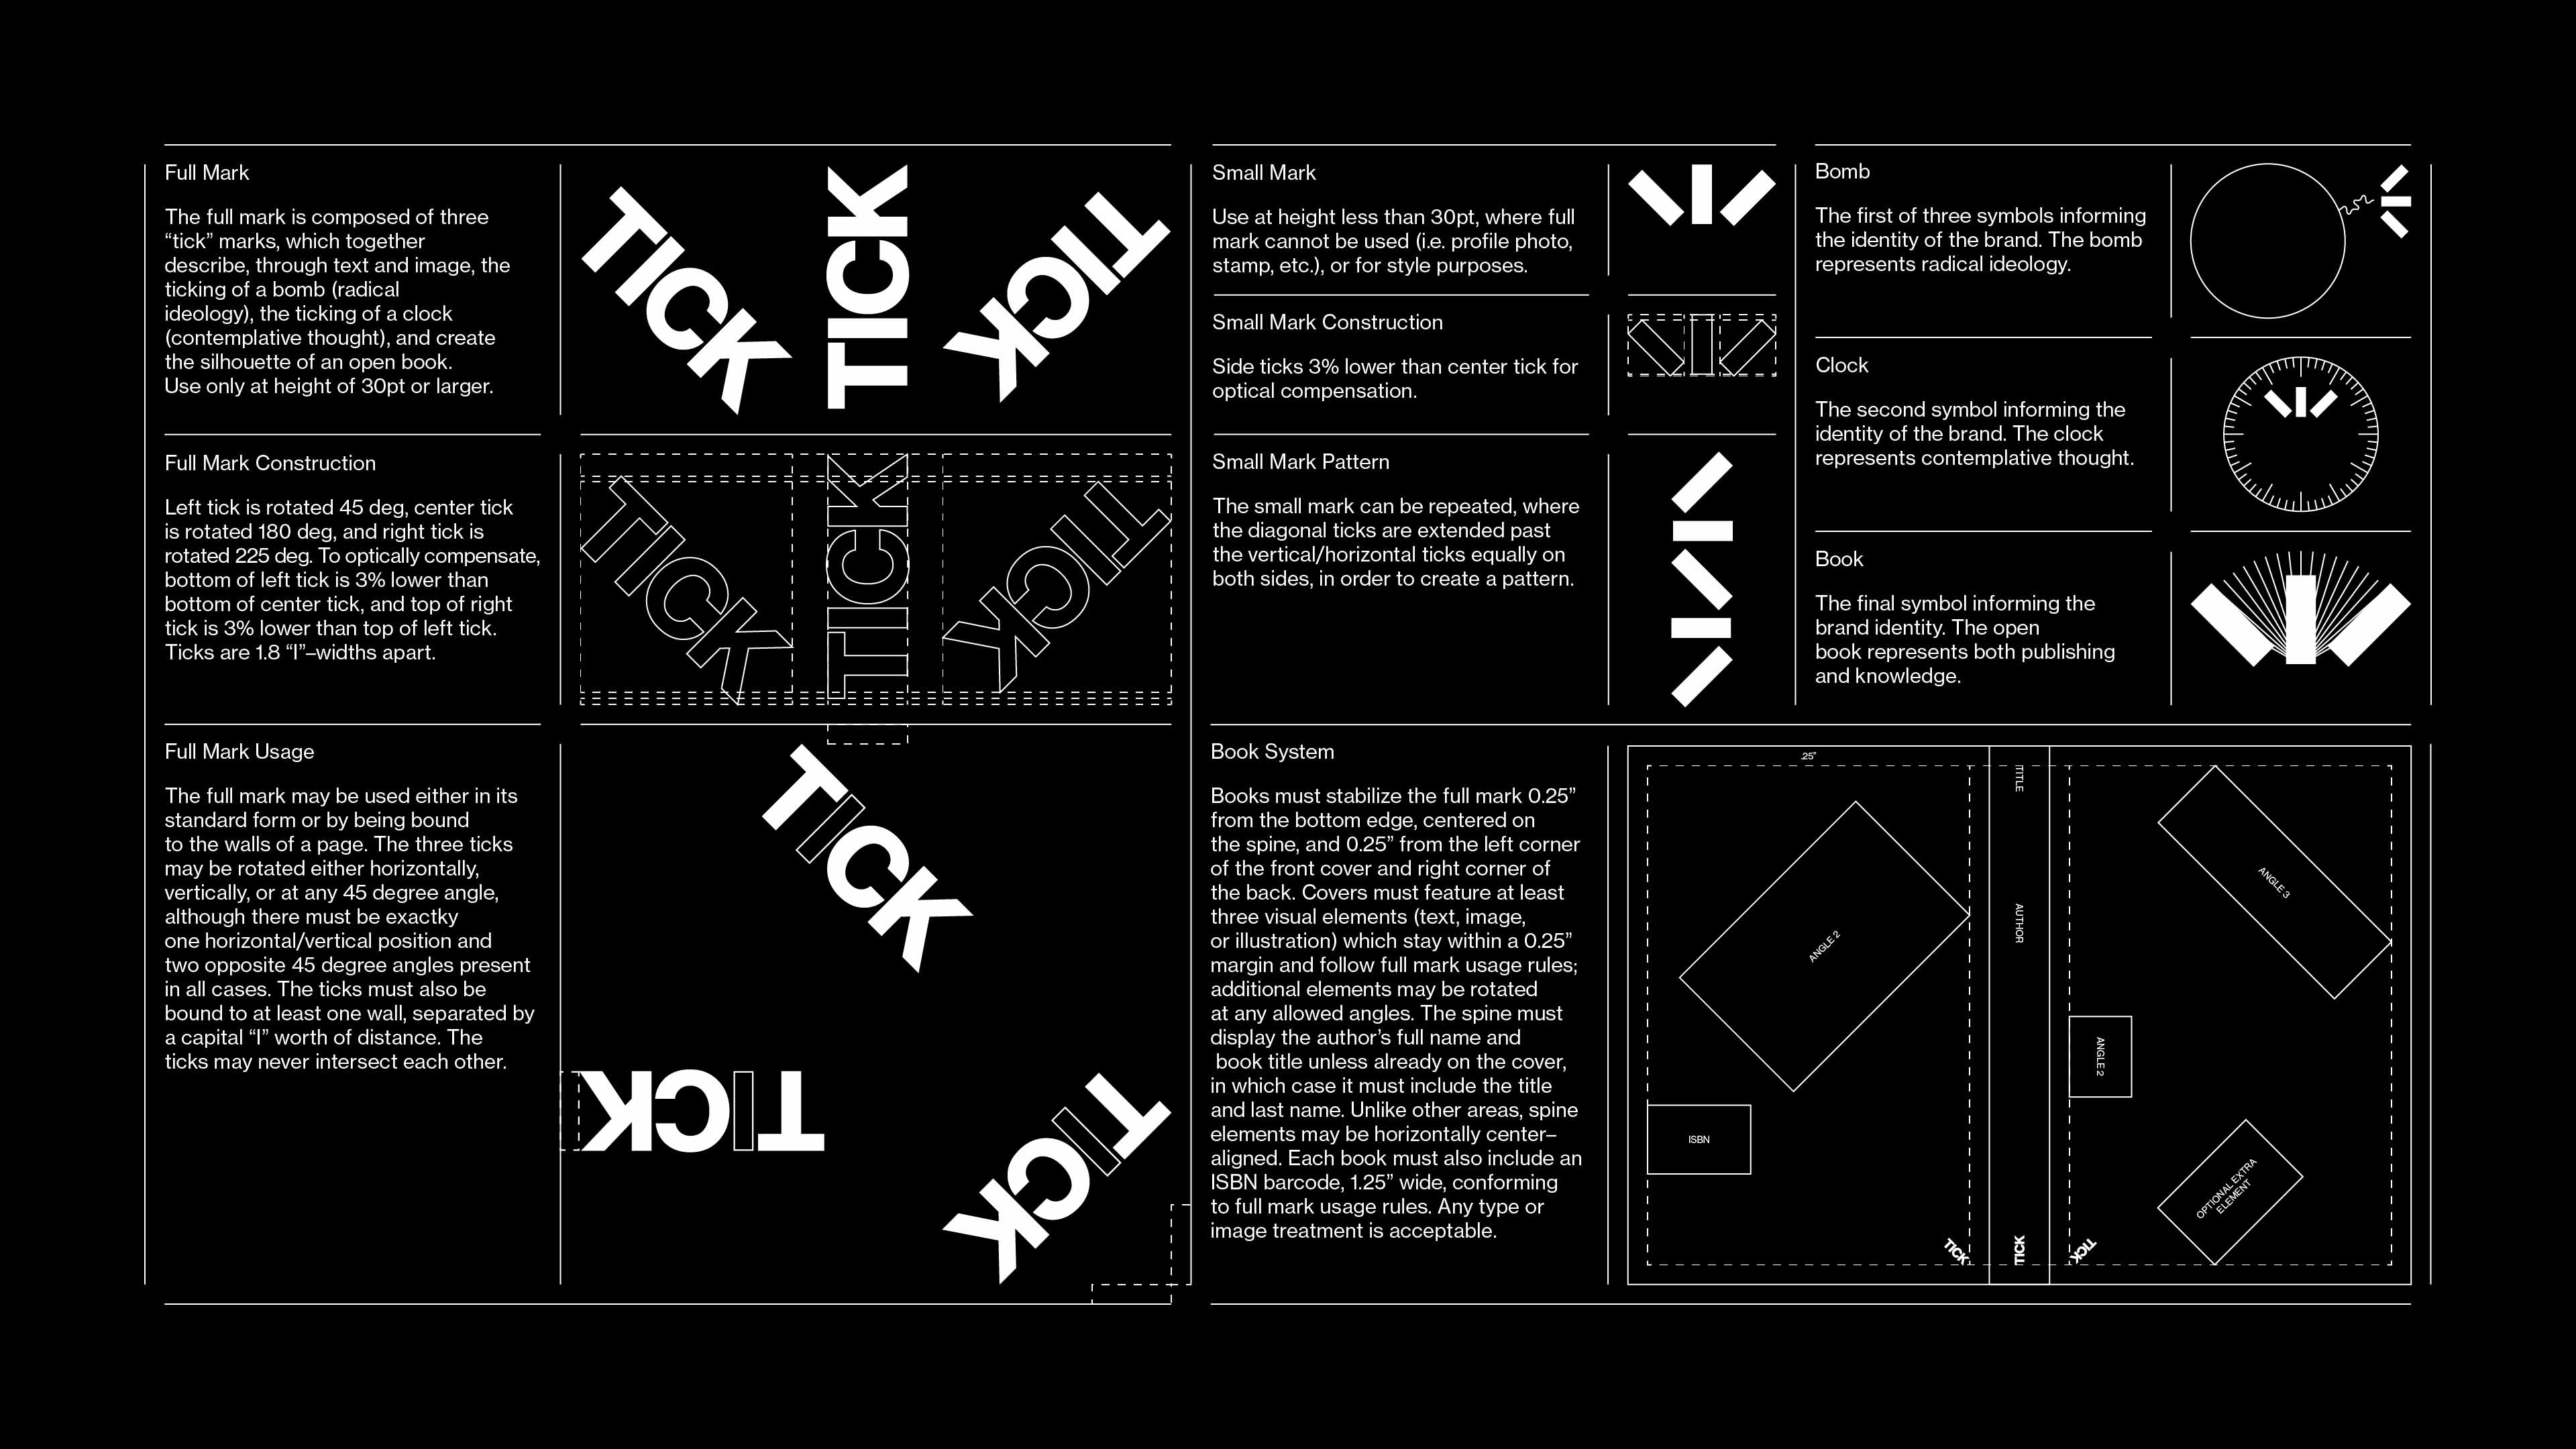 Full Mark
The full mark is composed of three
“tick” marks, which together
describe, through text and image, the
ticking of a bomb (radical
ideology), the ticking of a clock
(contemplative thought), and create
the silhouette of an open book.
Use only at height of 30pt or larger.
TICK
TICK
TICK
Full Mark Construction
Left tick is rotated 45 deg, center tick
is rotated 180 deg, and right tick is
rotated 225 deg. To optically compensate,
bottom of left tick is 3% lower than
bottom of center tick, and top of right
tick is 3% lower than top of left tick.
Ticks are 1.8 “I”–widths apart.
TICK
TICK
TICK
Full Mark Usage
The full mark may be used either in its
standard form or by being bound
to the walls of a page. The three ticks
may be rotated either horizontally,
vertically, or at any 45 degree angle,
although there must be exactky
one horizontal/vertical position and
two opposite 45 degree angles present
in all cases. The ticks must also be
bound to at least one wall, separated by
a capital “I” worth of distance. The
ticks may never intersect each other.
TICK
TICK
TICK
Small Mark
Use at height less than 30pt, where full
mark cannot be used (i.e. profile photo,
stamp, etc.), or for style purposes.
Small Mark Construction
Side ticks 3% lower than center tick for
optical compensation.
Small Mark Pattern
The small mark can be repeated, where
the diagonal ticks are extended past
the vertical/horizontal ticks equally on
both sides, in order to create a pattern.
Bomb
The first of three symbols informing
the identity of the brand. The bomb
represents radical ideology.
Clock
The second symbol informing the
identity of the brand. The clock
represents contemplative thought.
Book
The final symbol informing the
brand identity. The open
book represents both publishing
and knowledge.
Book System
Books must stabilize the full mark 0.25”
from the bottom edge, centered on
the spine, and 0.25” from the left corner
of the front cover and right corner of
the back. Covers must feature at least
three visual elements (text, image,
or illustration) which stay within a 0.25”
margin and follow full mark usage rules;
additional elements may be rotated
at any allowed angles. The spine must
display the author’s full name and
book title unless already on the cover,
in which case it must include the title
and last name. Unlike other areas, spine
elements may be horizontally center–
aligned. Each book must also include an
ISBN barcode, 1.25” wide, conforming
to full mark usage rules. Any type or
image treatment is acceptable.
.25”
ANGLE 2
ISBN
TICK
TITLE
AUTHOR
TICK
ANGLE 3
ANGLE 2
OPTIONAL EXTRA
ELEMENT
TICK